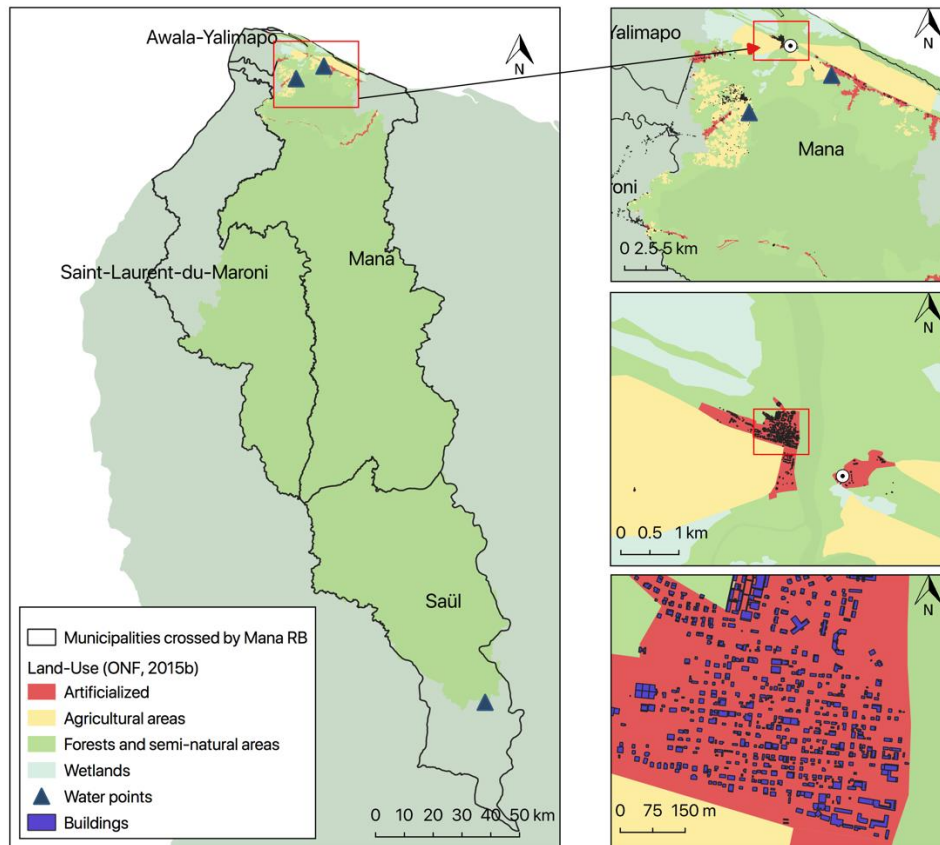 Awala-Yalimapo
N
Saint-Laurent-du-Maroni
Mana
Saül
Municipalities crossed by Mana RB
Land-Use (ONF, 2015b)
Artificialized
Agricultural areas
Forests and semi-natural areas
Wetlands
Water points
Buildings
0 10 20 30 40 50 km
Yalimapo
N
Mana
roni
0 2.5 5 km
N
0 0.5 1 km
N
0 75 150 m